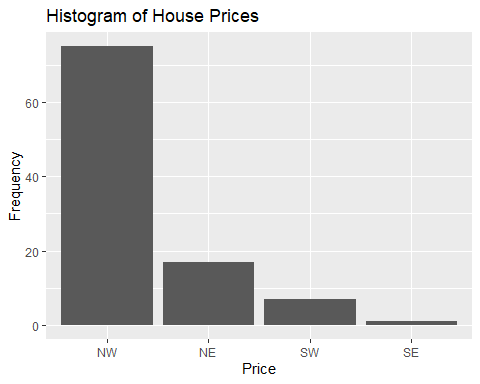 Histogram of House Prices
Frequency
60
40
20
0
NW NE SW SE
Price